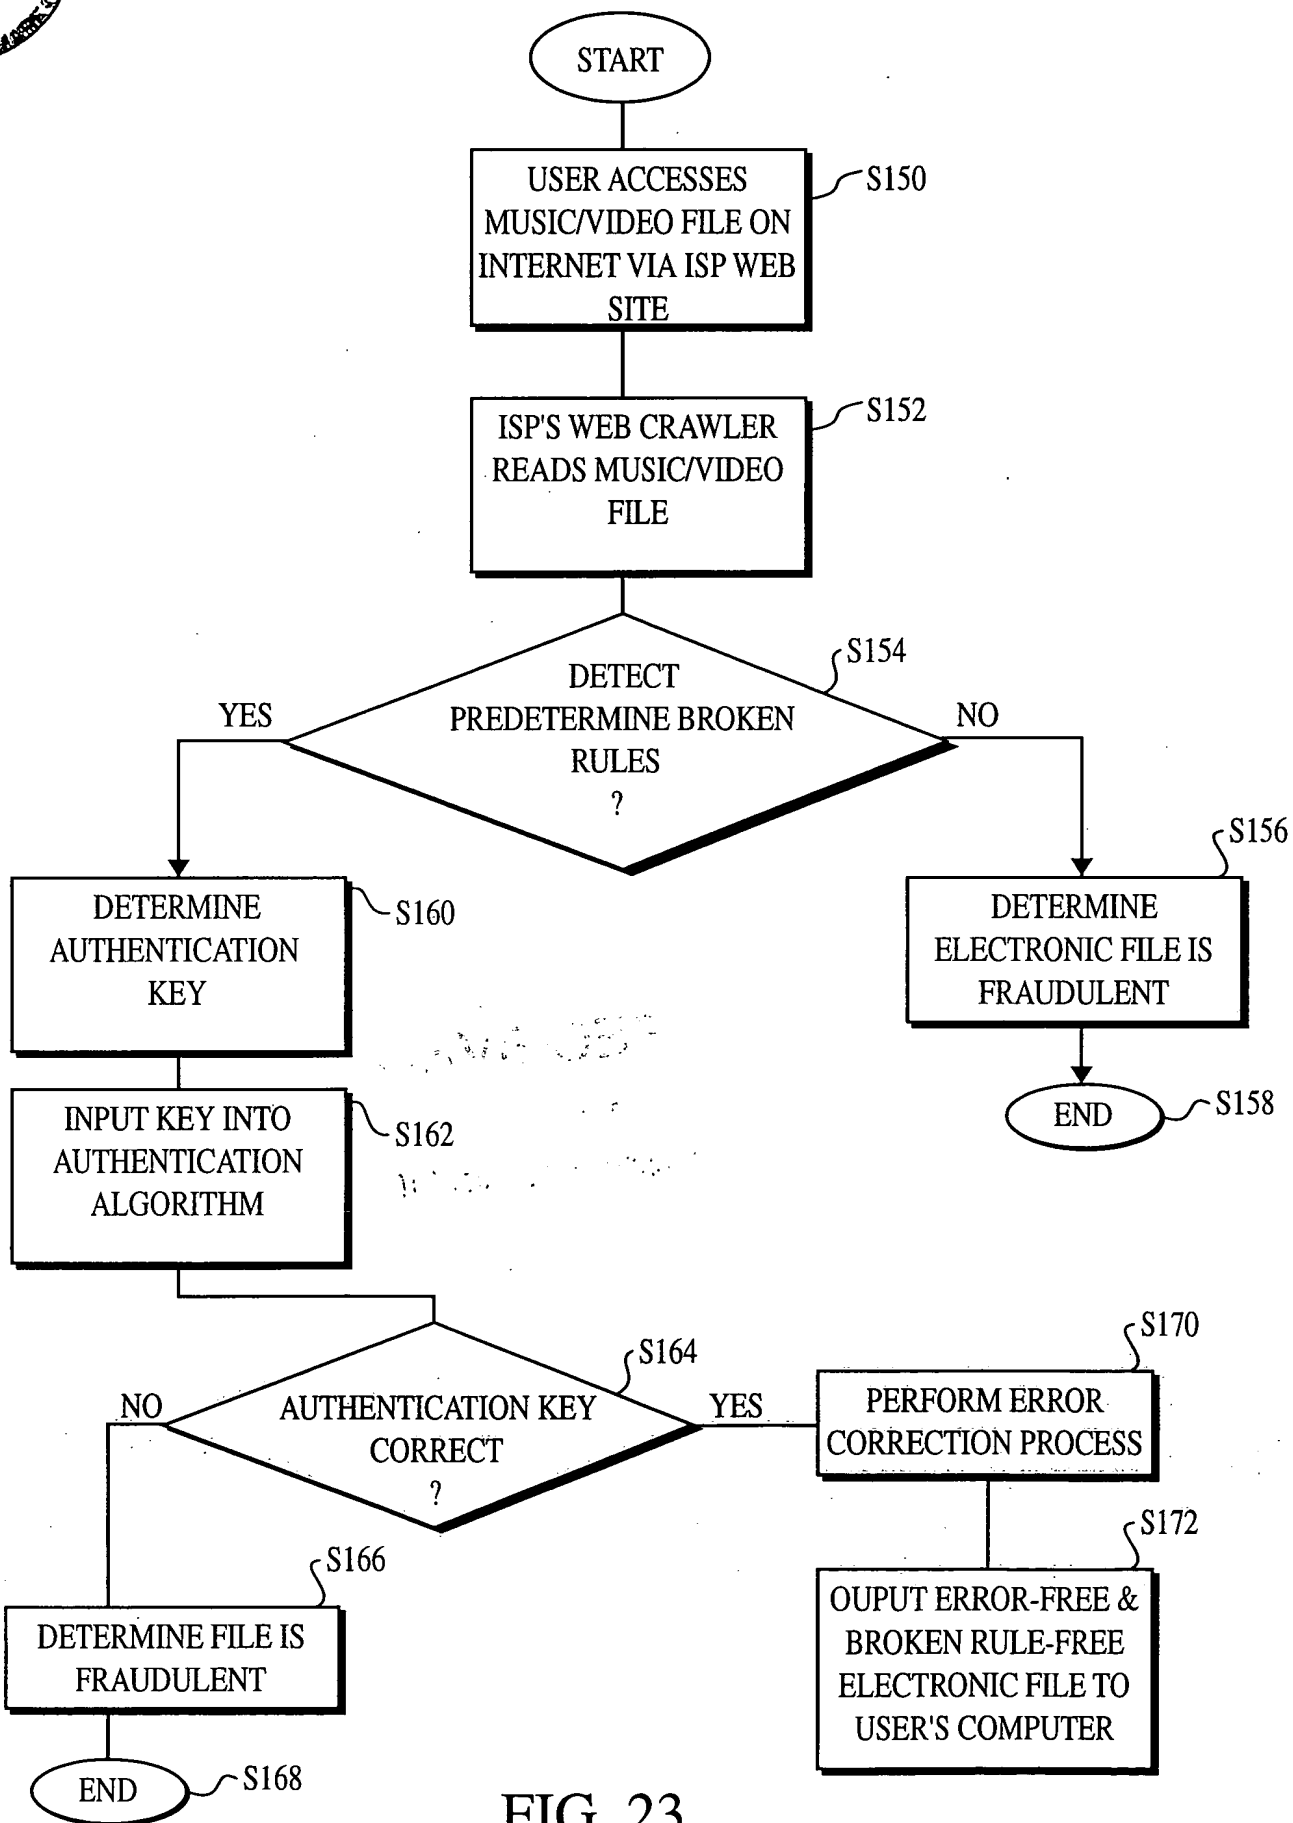 START
USER ACCESSES
MUSIC/VIDEO FILE ON
INTERNET VIA ISP WEB
SITE
S150
ISP'S WEB CRAWLER
READS MUSIC/VIDEO
FILE
S152
DETECT
PREDETERMINE BROKEN
RULES
?
S154
YES
NO
DETERMINE
AUTHENTICATION
KEY
S160
DETERMINE
ELECTRONIC FILE IS
FRAUDULENT
S156
END
S158
INPUT KEY INTO
AUTHENTICATION
ALGORITHM
S162
AUTHENTICATION KEY
CORRECT
?
S164
NO
YES
PERFORM ERROR
CORRECTION PROCESS
S170
OUPUT ERROR-FREE &
BROKEN RULE-FREE
ELECTRONIC FILE TO
USER'S COMPUTER
S172
DETERMINE FILE IS
FRAUDULENT
S166
END
S168
FIG. 23